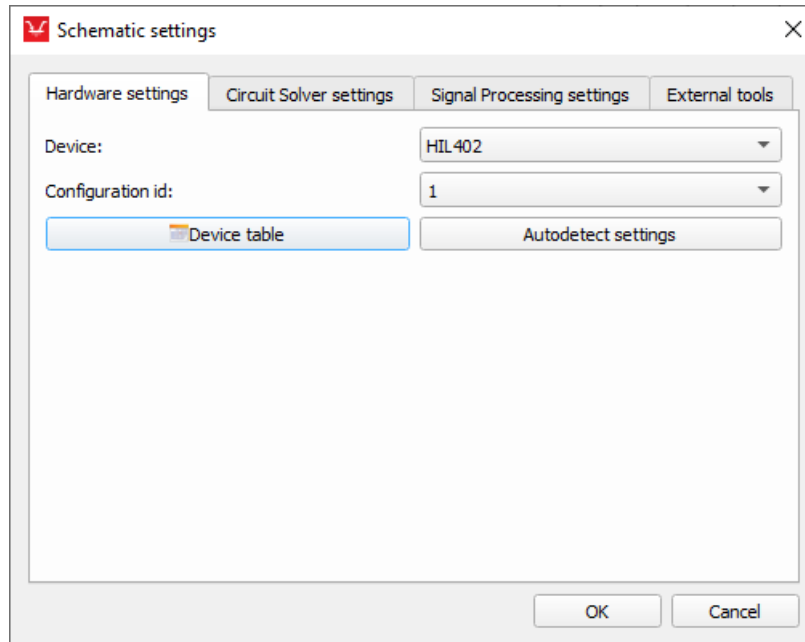 Schematic settings
Hardware settings Circuit Solver settings Signal Processing settings External tools
Device: HIL402
Configuration id: 1
Device table Autodetect settings
OK Cancel